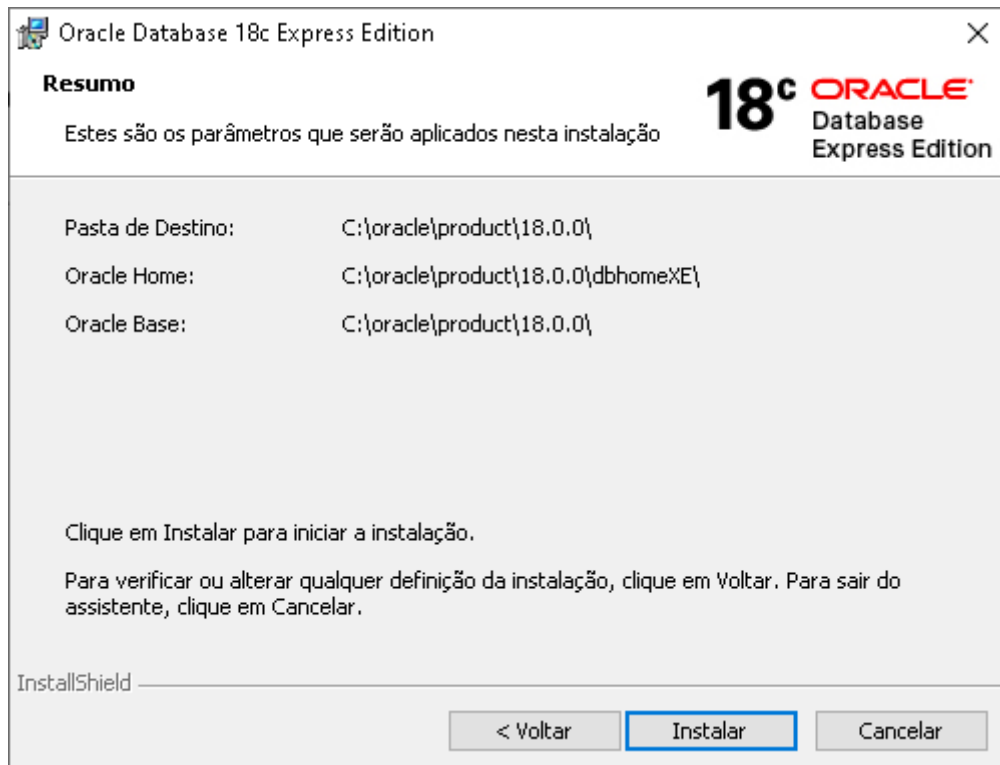 Oracle Database 18c Express Edition
Resumo
Estes são os parâmetros que serão aplicados nesta instalação
18c ORACLE
Database
Express Edition
Pasta de Destino: C:\oracle\product\18.0.0\
Oracle Home: C:\oracle\product\18.0.0\dbhomeXE\
Oracle Base: C:\oracle\product\18.0.0\
Clique em Instalar para iniciar a instalação.
Para verificar ou alterar qualquer definição da instalação, clique em Voltar. Para sair do
assistente, clique em Cancelar.
InstallShield
< Voltar Instalar Cancelar